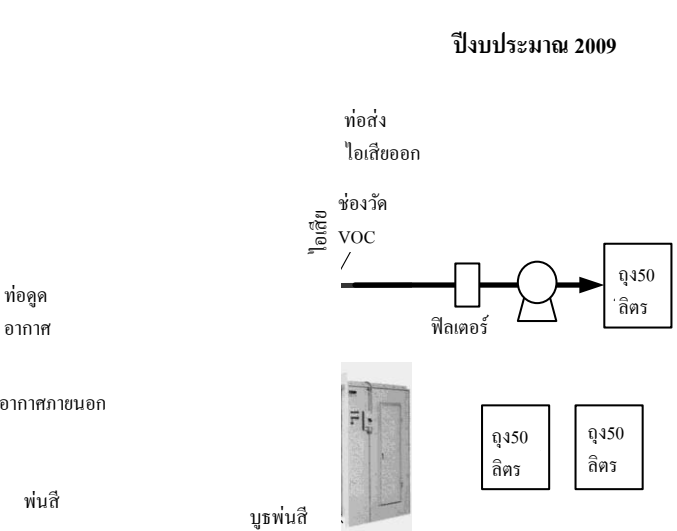 ปีงบประมาณ 2009
ท่อส่ง
ไอเสียออก
ไอเสีย
ช่องวัด
VOC
ท่อดูด
อากาศ
ถุง50
ลิตร
ฟิลเตอร์
อากาศภายนอก
ถุง50
ลิตร
ถุง50
ลิตร
พ่นสี
บูธพ่นสี